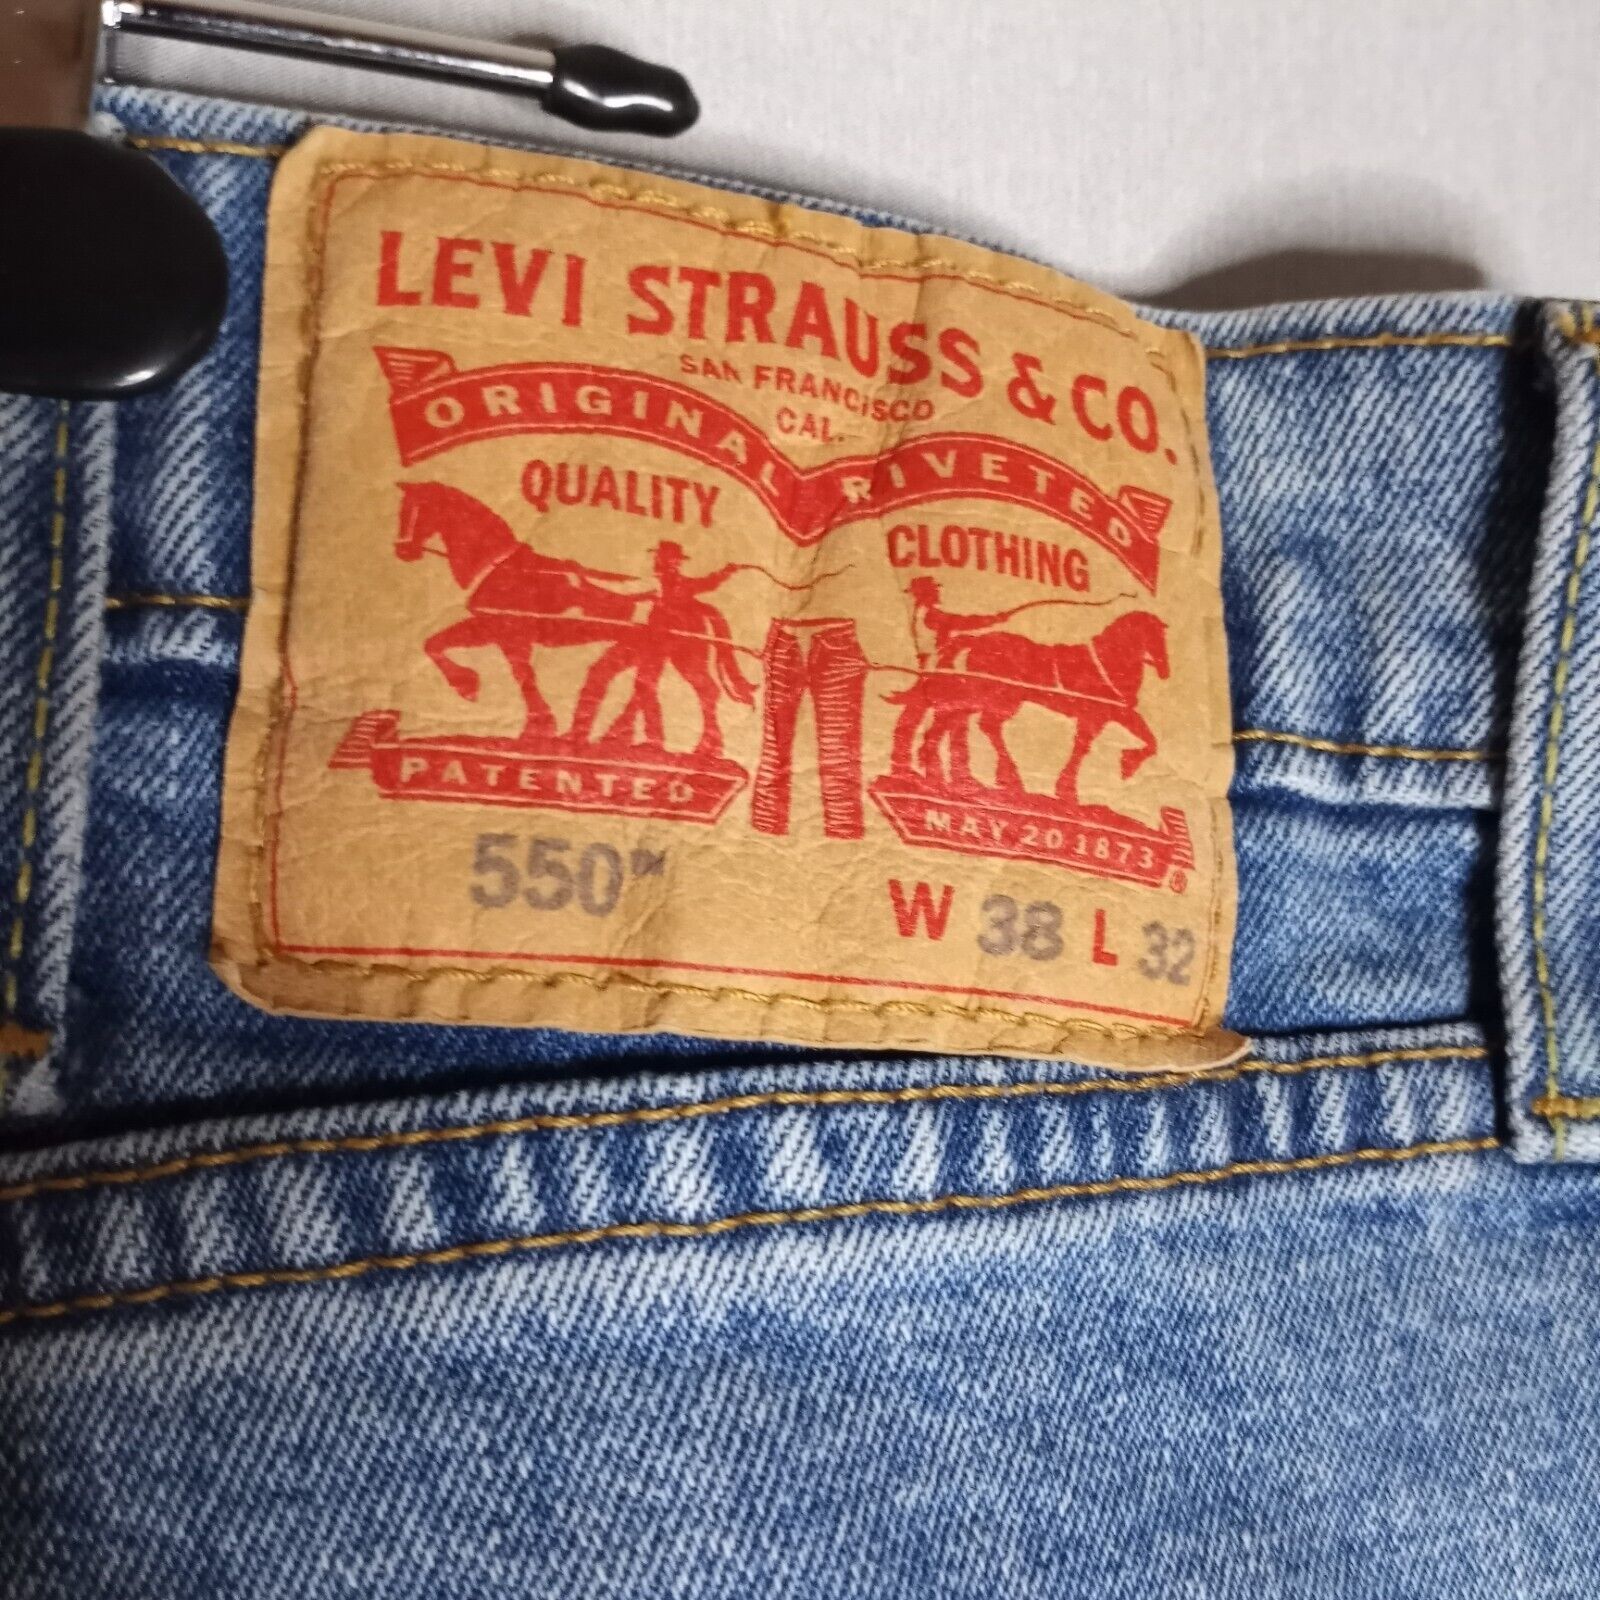 LEVI STRAUSS & CO.
SAN FRANCISCO
CAL.
ORIGINAL RIVETED
QUALITY CLOTHING
PATENTED MAY 20 1873 ®
550™ W 38 L 32